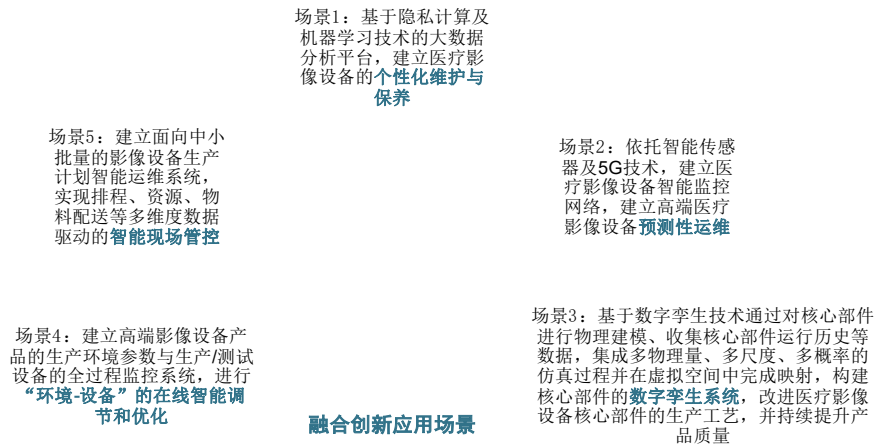 场景1：基于隐私计算及
机器学习技术的大数据
分析平台，建立医疗影
像设备的个性化维护与
保养
场景5：建立面向中小
批量的影像设备生产
计划智能运维系统，
实现排程、资源、物
料配送等多维度数据
驱动的智能现场管控
场景2：依托智能传感
器及5G技术，建立医
疗影像设备智能监控
网络，建立高端医疗
影像设备预测性运维
场景4：建立高端影像设备产
品的生产环境参数与生产/测试
设备的全过程监控系统，进行
“环境-设备”的在线智能调
节和优化
场景3：基于数字孪生技术通过对核心部件
进行物理建模、收集核心部件运行历史等
数据，集成多物理量、多尺度、多概率的
仿真过程并在虚拟空间中完成映射，构建
核心部件的数字孪生系统，改进医疗影像
设备核心部件的生产工艺，并持续提升产
品质量
融合创新应用场景